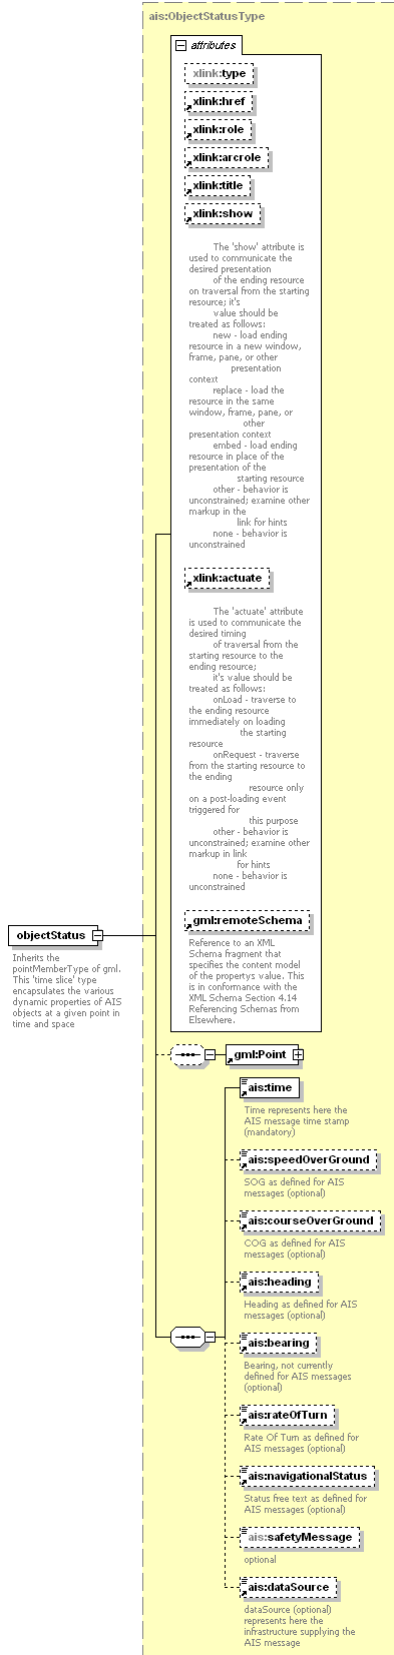 ais:ObjectStatusType
attributes
xlink:type
xlink:href
xlink:role
xlink:arcrole
xlink:title
xlink:show
The 'show' attribute is
used to communicate the
desired presentation
of the ending resource
on traversal from the starting
resource; it's
value should be
treated as follows:
new - load ending
resource in a new window,
frame, pane, or other
presentation
context
replace - load the
resource in the same
window, frame, pane, or
other
presentation context
embed - load ending
resource in place of the
presentation of the
starting resource
other - behavior is
unconstrained; examine other
markup in the
link for hints
none - behavior is
unconstrained
xlink:actuate
The 'actuate' attribute
is used to communicate the
desired timing
of traversal from the
starting resource to the
ending resource;
it's value should be
treated as follows:
onLoad - traverse to
the ending resource
immediately on loading
the starting
resource
onRequest - traverse
from the starting resource to
the ending
resource only
on a post-loading event
triggered for
this purpose
other - behavior is
unconstrained; examine other
markup in link
for hints
none - behavior is
unconstrained
gml:remoteSchema
Reference to an XML
Schema fragment that
specifies the content model
of the propertys value. This
is in conformance with the
XML Schema Section 4.14
Referencing Schemas from
Elsewhere.
objectStatus
Inherits the
pointMemberType of gml.
This 'time slice' type
encapsulates the various
dynamic properties of AIS
objects at a given point in
time and space
gml:Point
ais:time
Time represents here the
AIS message time stamp
(mandatory)
ais:speedOverGround
SOG as defined for AIS
messages (optional)
ais:courseOverGround
COG as defined for AIS
messages (optional)
ais:heading
Heading as defined for AIS
messages (optional)
ais:bearing
Bearing, not currently
defined for AIS messages
(optional)
ais:rateOfTurn
Rate Of Turn as defined for
AIS messages (optional)
ais:navigationalStatus
Status free text as defined for
AIS messages (optional)
ais:safetyMessage
optional
ais:dataSource
dataSource (optional)
represents here the
infrastructure supplying the
AIS message